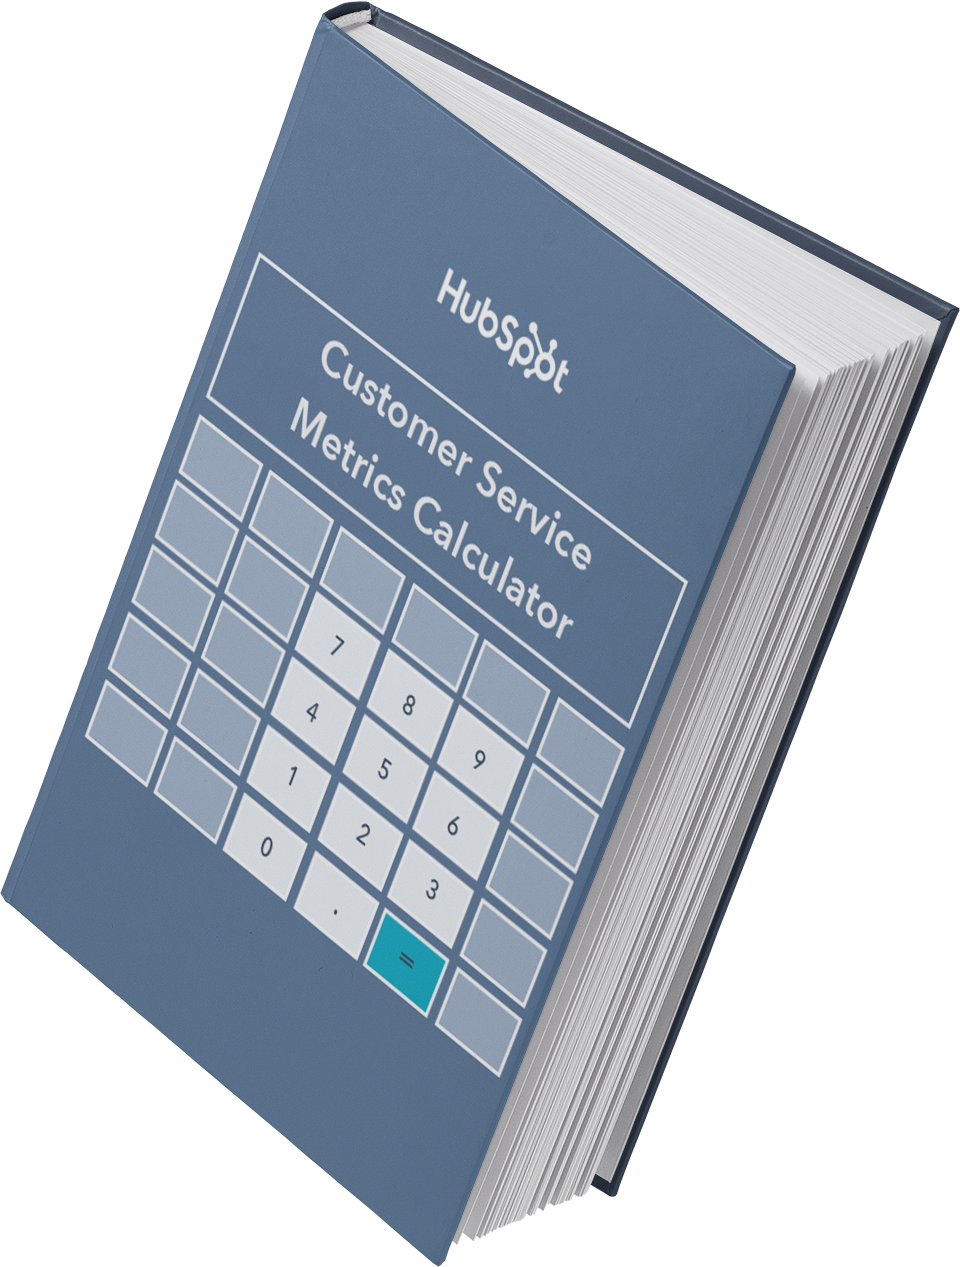 HubSpot
Customer Service
Metrics Calculator
7 8 9
4 5 6
1 2 3
0 . =